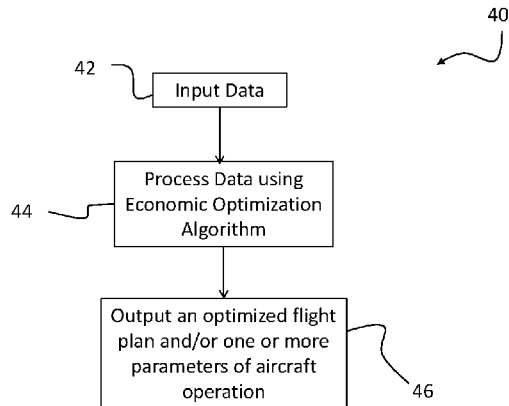 40
42
Input Data
Process Data using
Economic Optimization
Algorithm
44
Output an optimized flight
plan and/or one or more
parameters of aircraft
operation
46